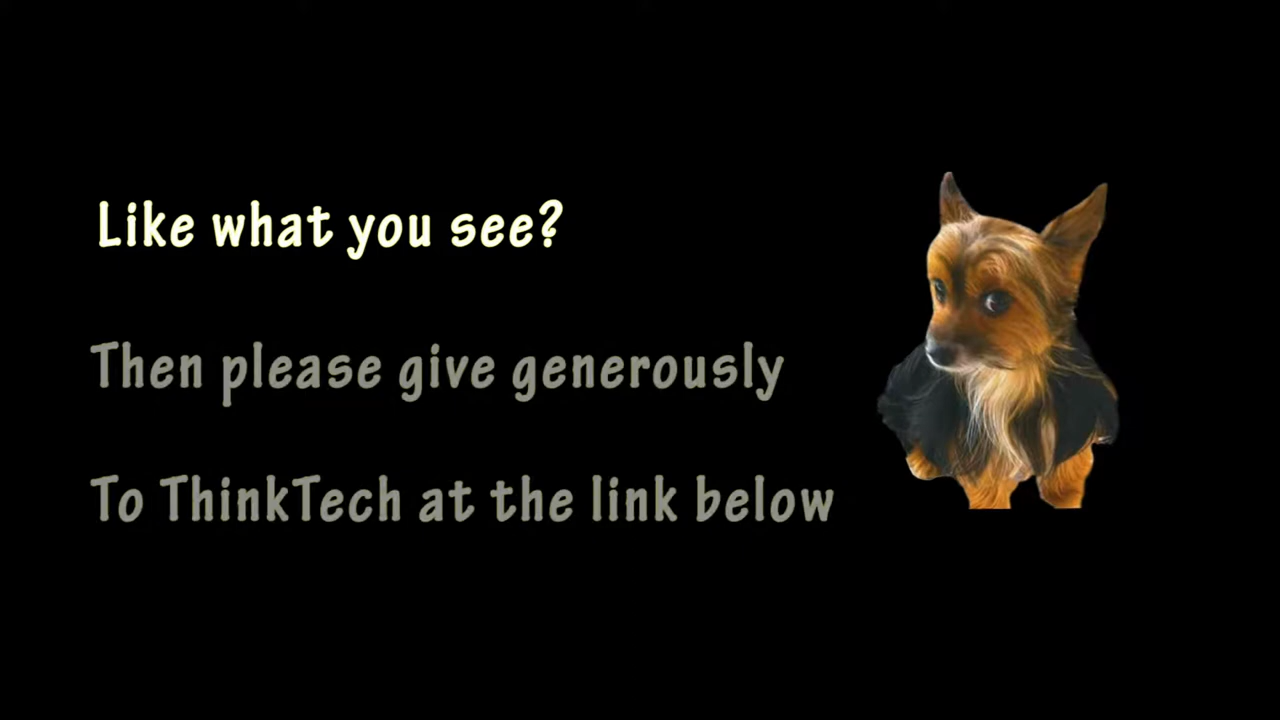 Like what you see?
Then please give generously
To ThinkTech at the link below